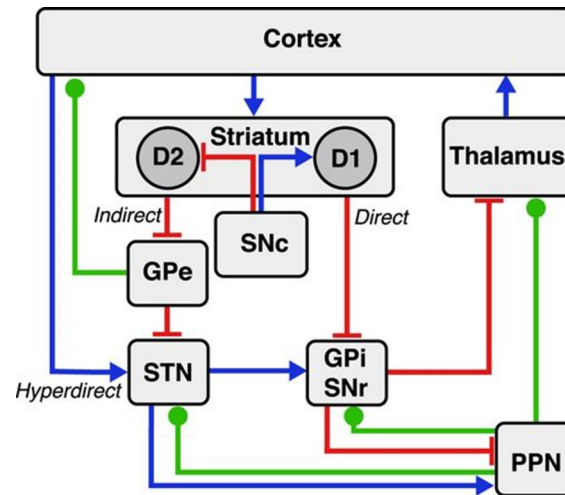 Cortex
Striatum
D2
D1
Thalamus
Indirect
SNc
Direct
GPe
STN
GPi
SNr
Hyperdirect
PPN